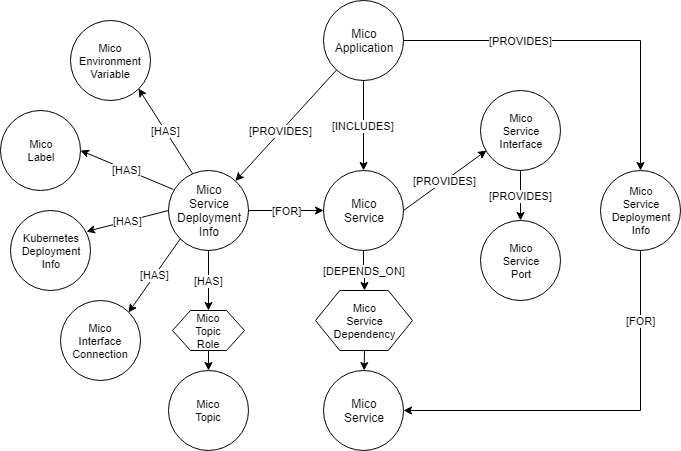 Mico
Application
[PROVIDES]
Mico
Environment
Variable
[HAS]
[PROVIDES]
[INCLUDES]
Mico
Service
Interface
Mico
Label
[HAS]
[PROVIDES]
[PROVIDES]
Mico
Service
Deployment
Info
[FOR]
Mico
Service
Mico
Service
Deployment
Info
Kubernetes
Deployment
Info
[HAS]
Mico
Service
Port
[HAS]
[HAS]
[DEPENDS_ON]
Mico
Interface
Connection
Mico
Topic
Role
Mico
Service
Dependency
[FOR]
Mico
Topic
Mico
Service